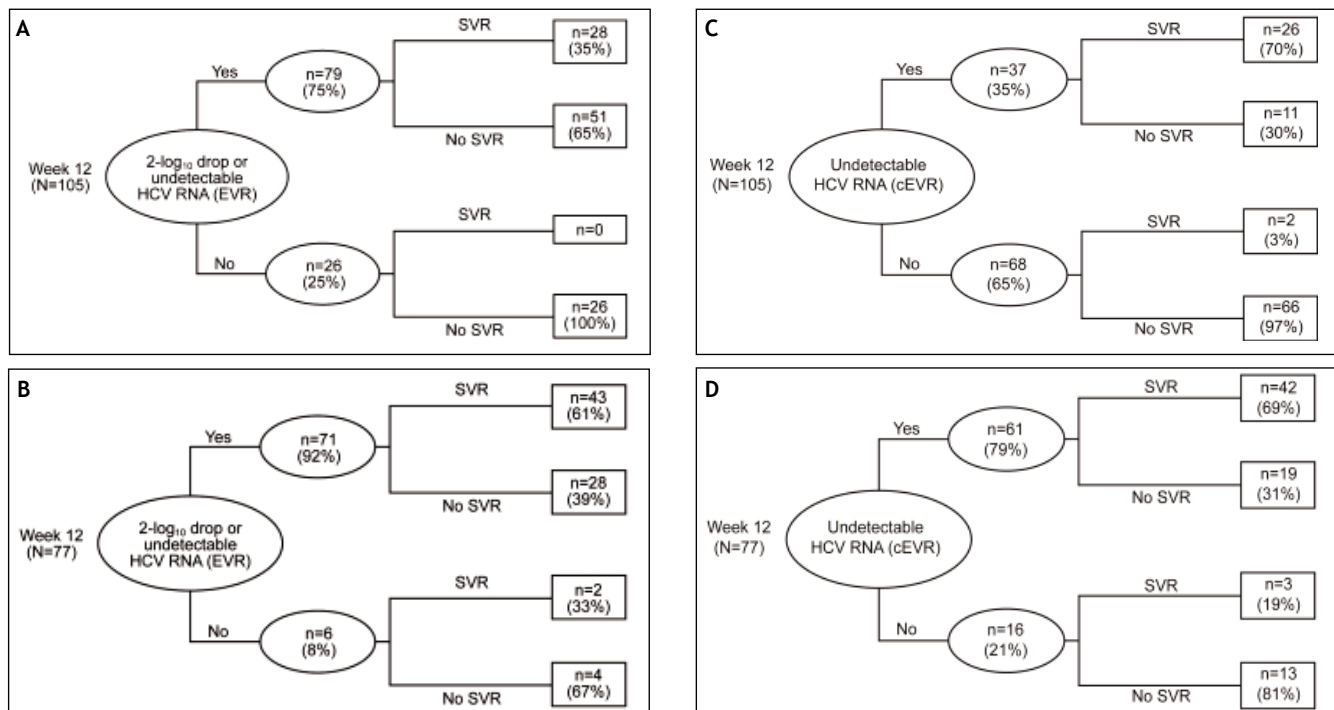 A
Week 12
(N=105)
2-log₁₀ drop or
undetectable
HCV RNA (EVR)
Yes
n=79
(75%)
SVR
n=28
(35%)
No SVR
n=51
(65%)
No
n=26
(25%)
SVR
n=0
No SVR
n=26
(100%)
C
Week 12
(N=105)
Undetectable
HCV RNA (cEVR)
Yes
n=37
(35%)
SVR
n=26
(70%)
No SVR
n=11
(30%)
No
n=68
(65%)
SVR
n=2
(3%)
No SVR
n=66
(97%)
B
Week 12
(N=77)
2-log₁₀ drop or
undetectable
HCV RNA (EVR)
Yes
n=71
(92%)
SVR
n=43
(61%)
No SVR
n=28
(39%)
No
n=6
(8%)
SVR
n=2
(33%)
No SVR
n=4
(67%)
D
Week 12
(N=77)
Undetectable
HCV RNA (cEVR)
Yes
n=61
(79%)
SVR
n=42
(69%)
No SVR
n=19
(31%)
No
n=16
(21%)
SVR
n=3
(19%)
No SVR
n=13
(81%)